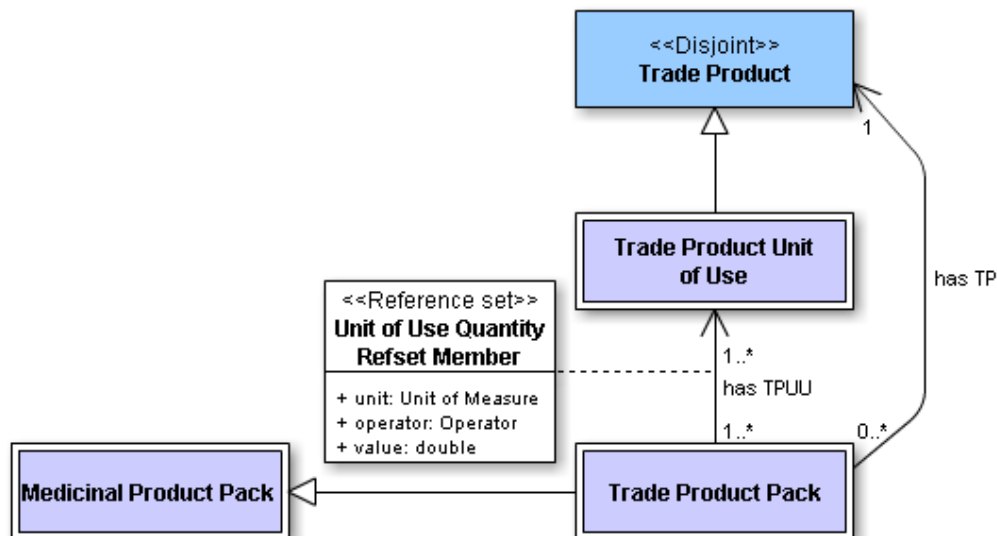 <<Disjoint>>
Trade Product
1
Trade Product Unit
of Use
has TP
<<Reference set>>
Unit of Use Quantity
Refset Member
+ unit: Unit of Measure
+ operator: Operator
+ value: double
1..*
has TPUU
1..*
0..*
Medicinal Product Pack
Trade Product Pack